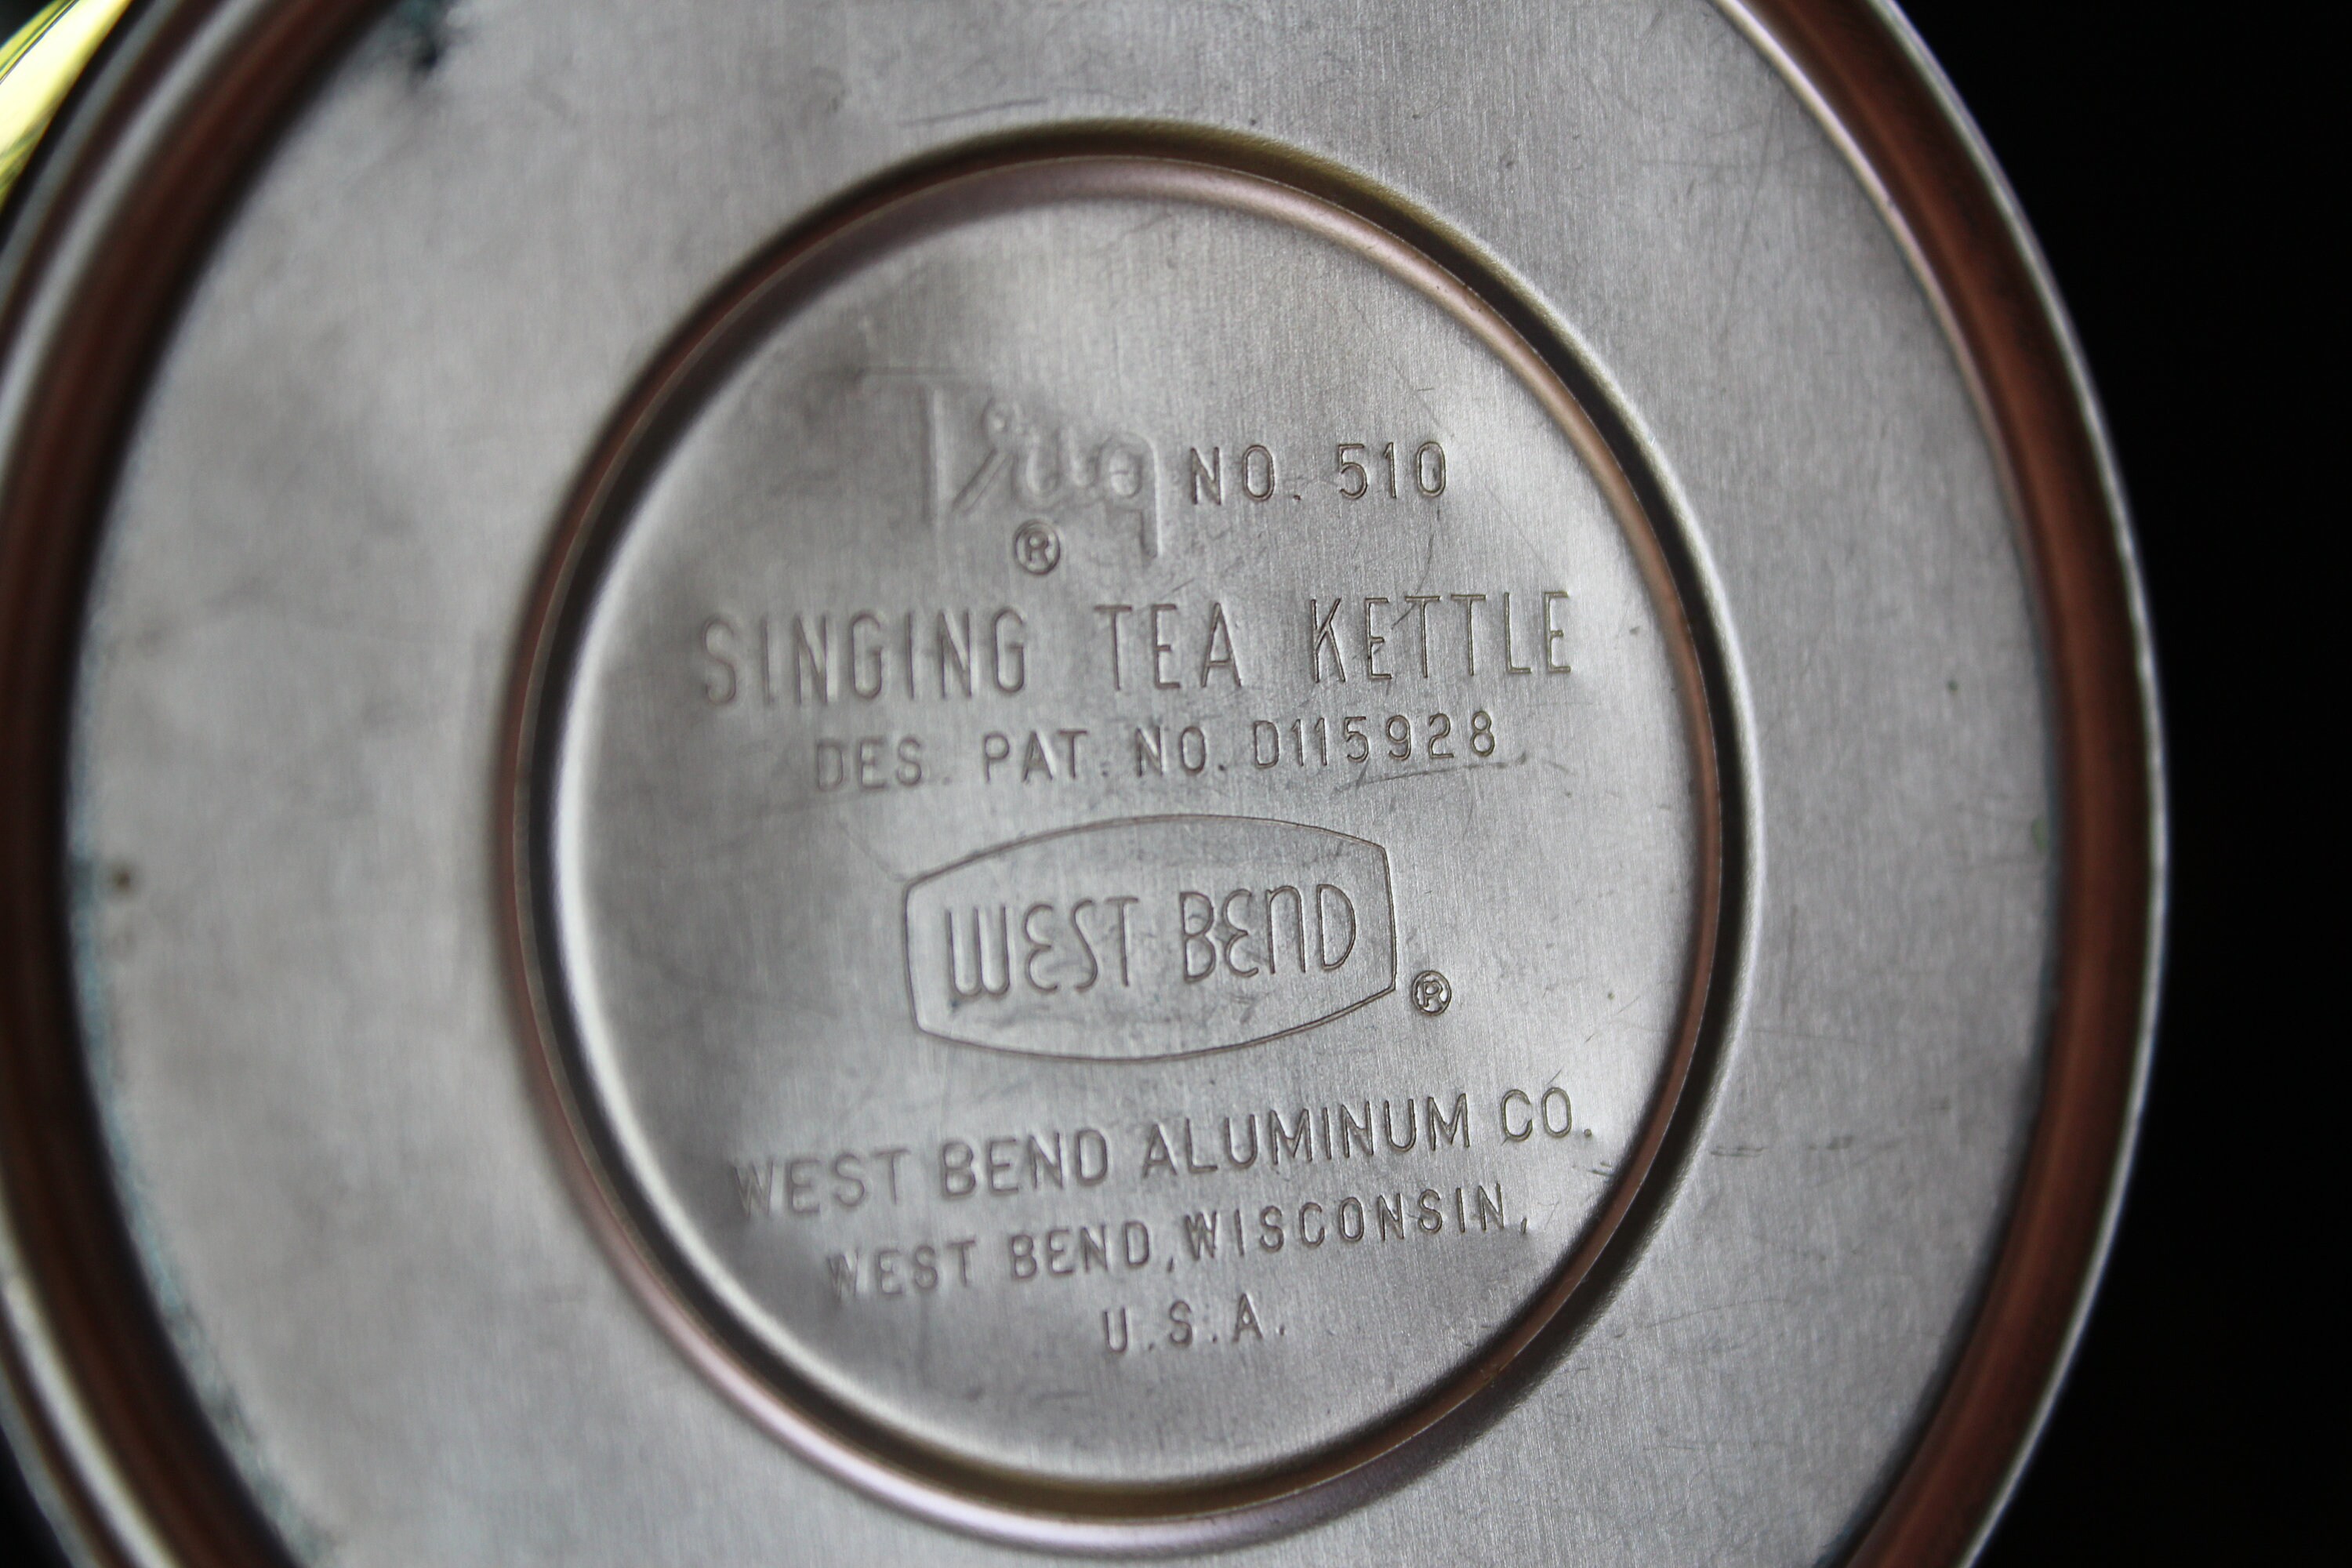 Trig NO. 510
®
SINGING TEA KETTLE
DES. PAT. NO. D115928
WEST BEND ®
WEST BEND ALUMINUM CO.
WEST BEND, WISCONSIN,
U.S.A.